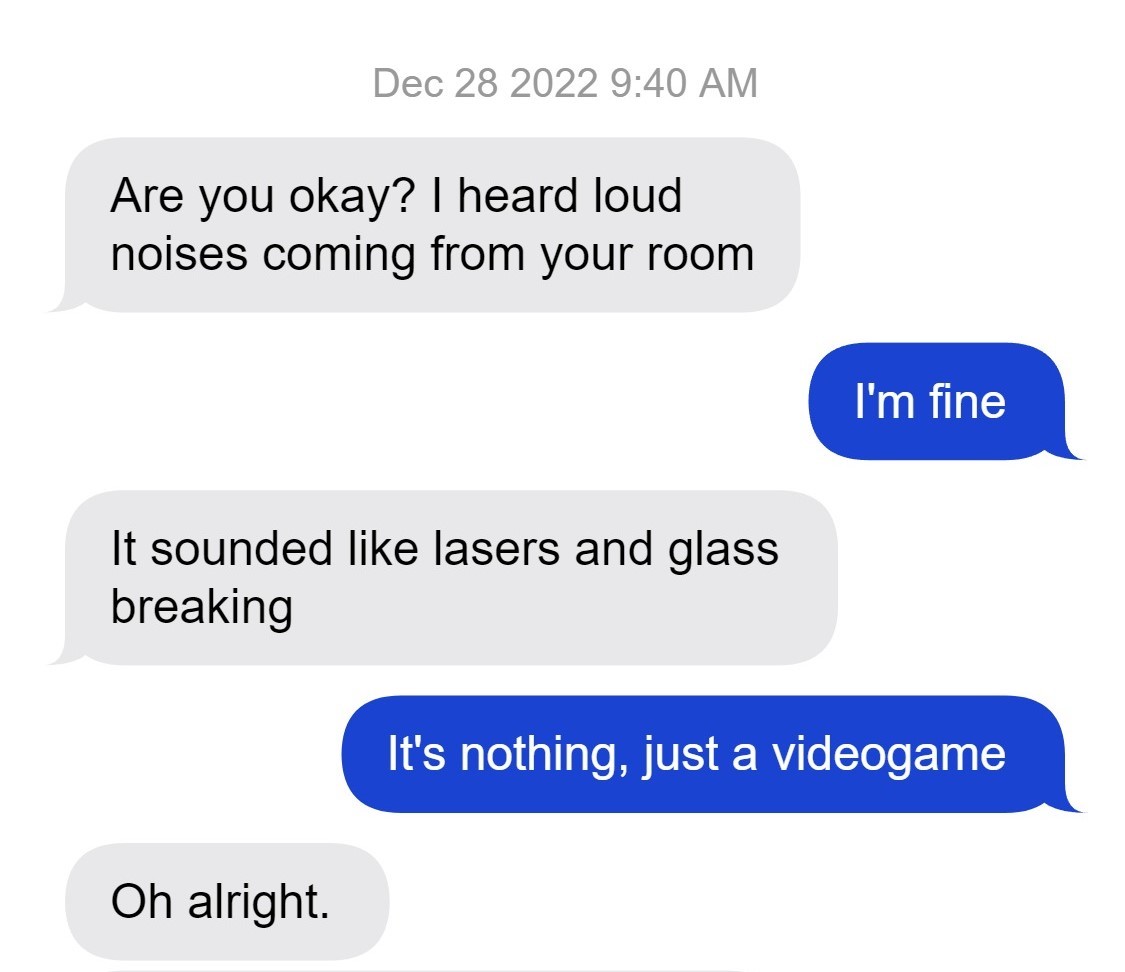 Dec 28 2022 9:40 AM
Are you okay? I heard loud
noises coming from your room
I'm fine
It sounded like lasers and glass
breaking
It's nothing, just a videogame
Oh alright.